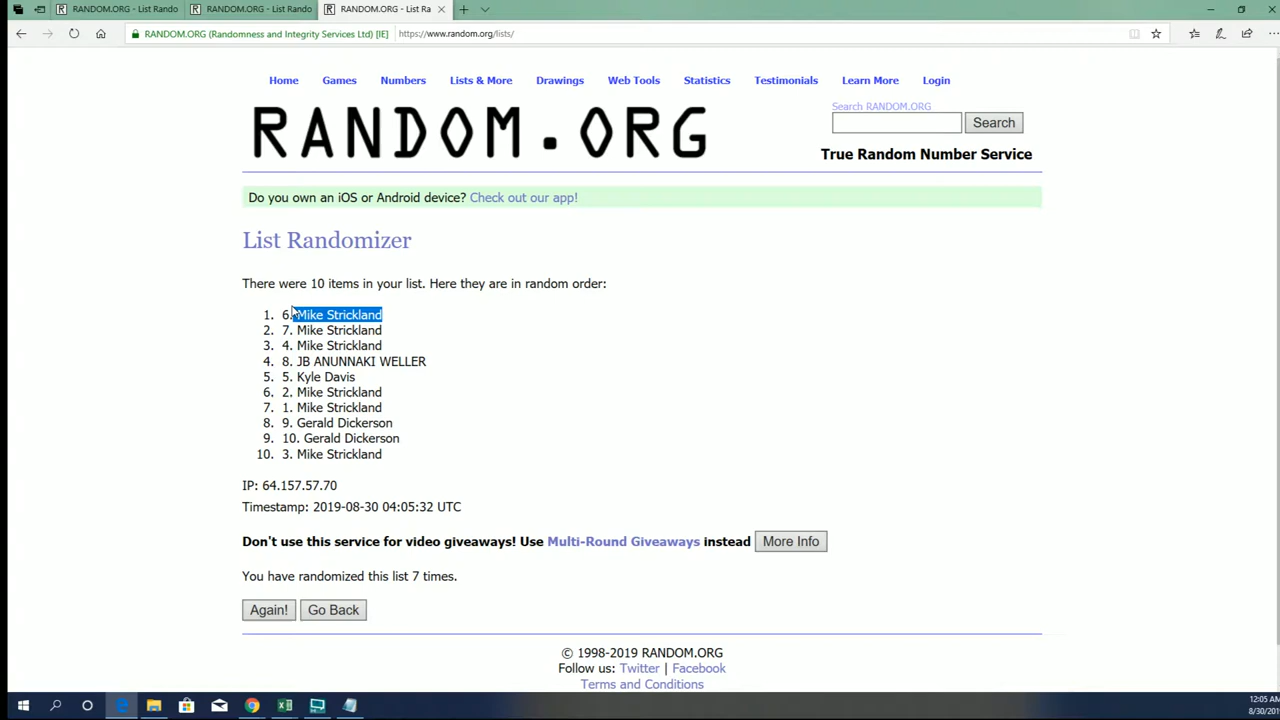 RANDOM.ORG - List Rando
RANDOM.ORG - List Rando
RANDOM.ORG - List Ra
RANDOM.ORG (Randomness and Integrity Services Ltd) [IE]
https://www.random.org/lists/
Home Games Numbers Lists & More Drawings Web Tools Statistics Testimonials Learn More Login
RANDOM.ORG
Search RANDOM.ORG
Search
True Random Number Service
Do you own an iOS or Android device? Check out our app!
List Randomizer
There were 10 items in your list. Here they are in random order:
1. 6. Mike Strickland
2. 7. Mike Strickland
3. 4. Mike Strickland
4. 8. JB ANUNNAKI WELLER
5. 5. Kyle Davis
6. 2. Mike Strickland
7. 1. Mike Strickland
8. 9. Gerald Dickerson
9. 10. Gerald Dickerson
10. 3. Mike Strickland
IP: 64.157.57.70
Timestamp: 2019-08-30 04:05:32 UTC
Don't use this service for video giveaways! Use Multi-Round Giveaways instead More Info
You have randomized this list 7 times.
Again! Go Back
© 1998-2019 RANDOM.ORG
Follow us: Twitter | Facebook
Terms and Conditions
12:05 AM
8/30/201